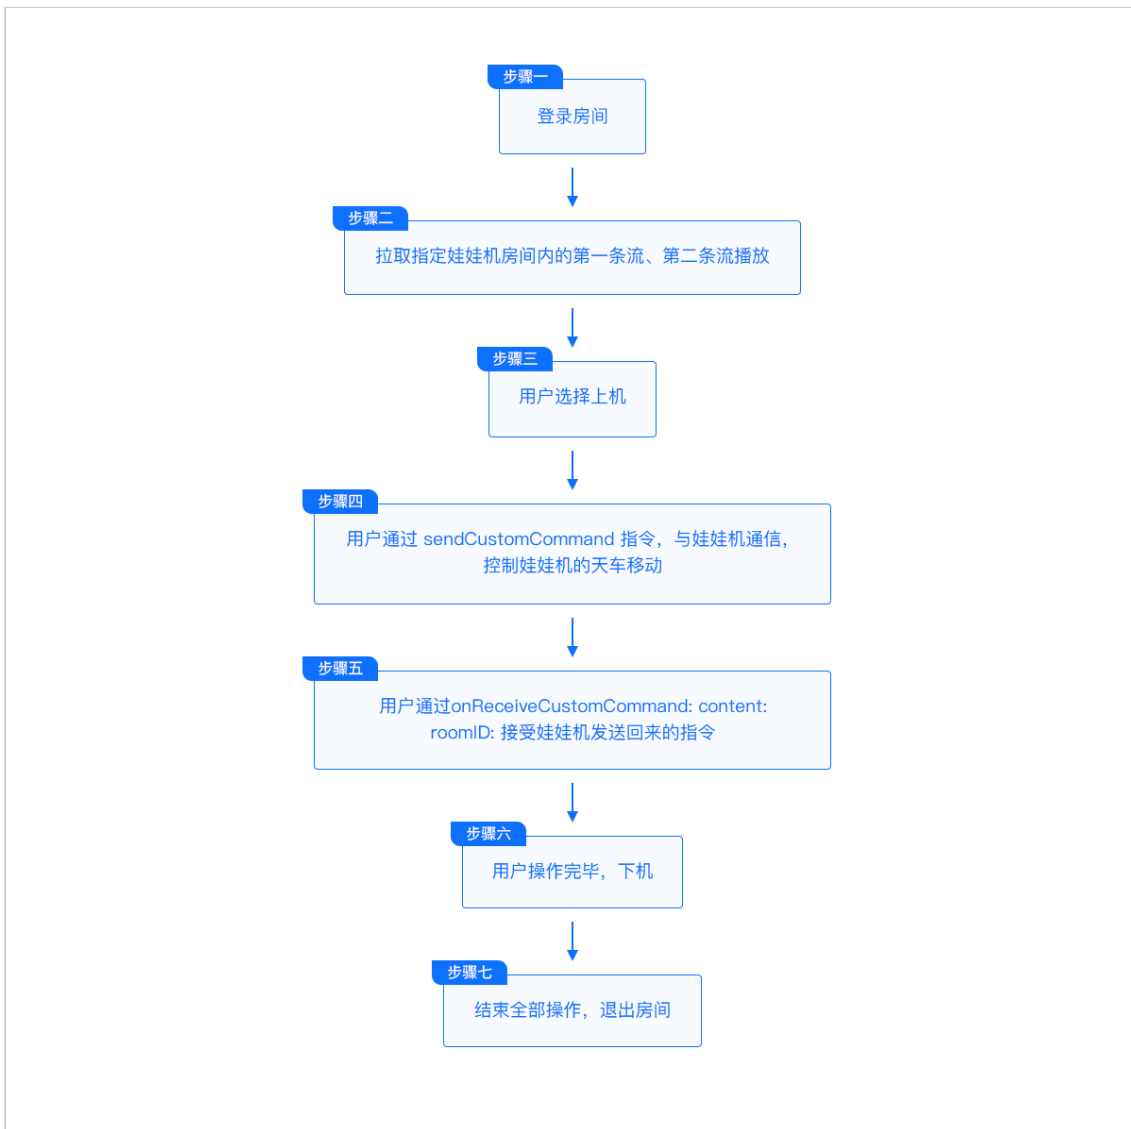 步骤一
登录房间
步骤二
拉取指定娃娃机房间内的第一条流、第二条流播放
步骤三
用户选择上机
步骤四
用户通过 sendCustomCommand 指令，与娃娃机通信，
控制娃娃机的天车移动
步骤五
用户通过onReceiveCustomCommand: content:
roomID: 接受娃娃机发送回来的指令
步骤六
用户操作完毕，下机
步骤七
结束全部操作，退出房间